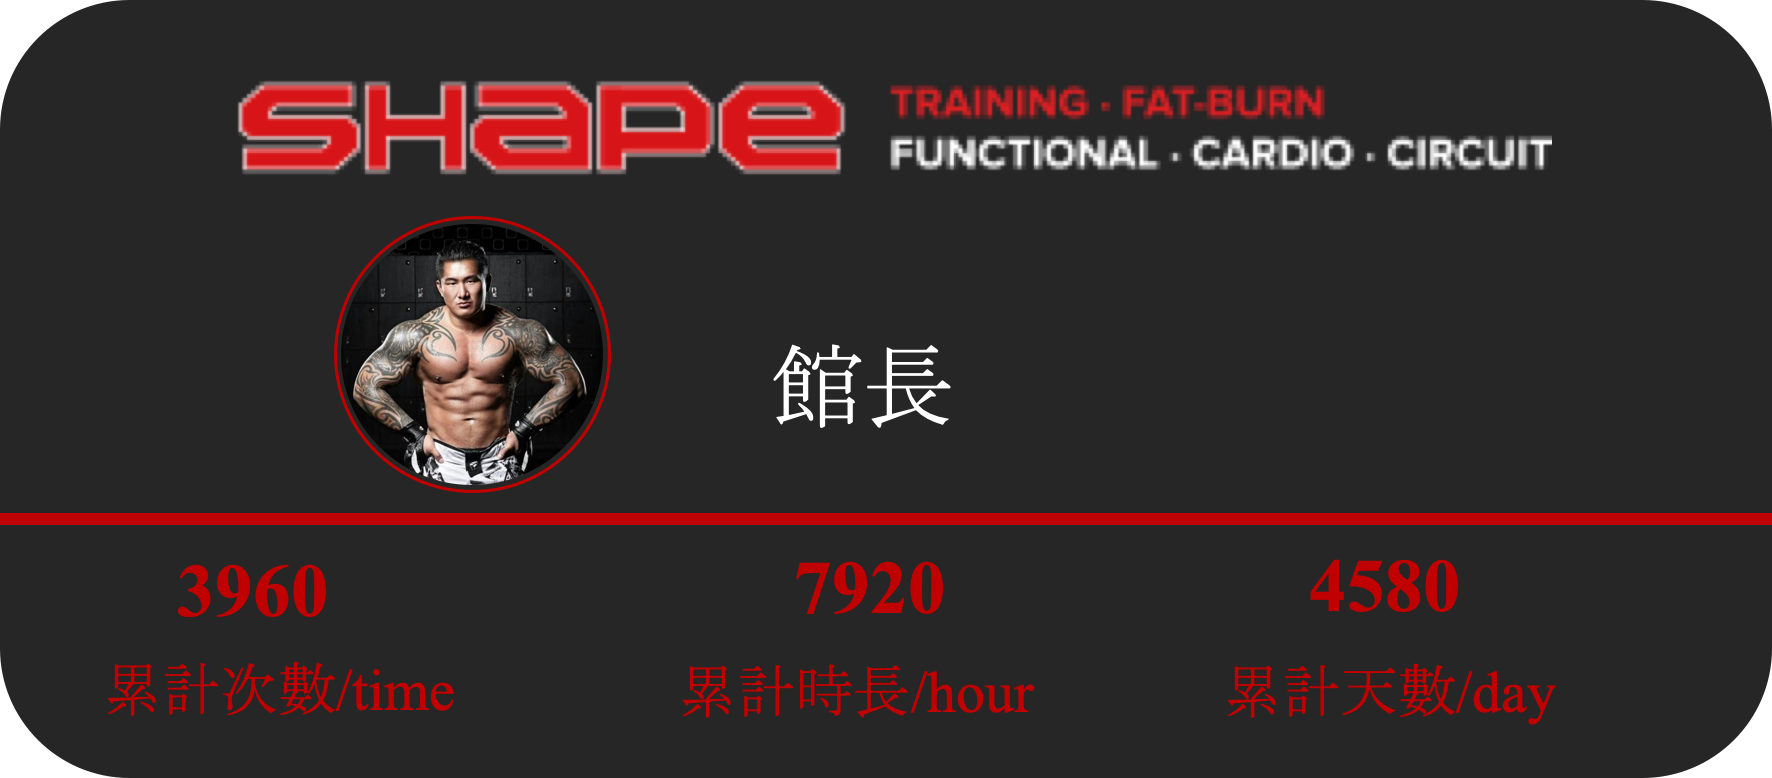 SHAPE
TRAINING · FAT-BURN
FUNCTIONAL · CARDIO · CIRCUIT
館長
3960 7920 4580
累計次數/time 累計時長/hour 累計天數/day